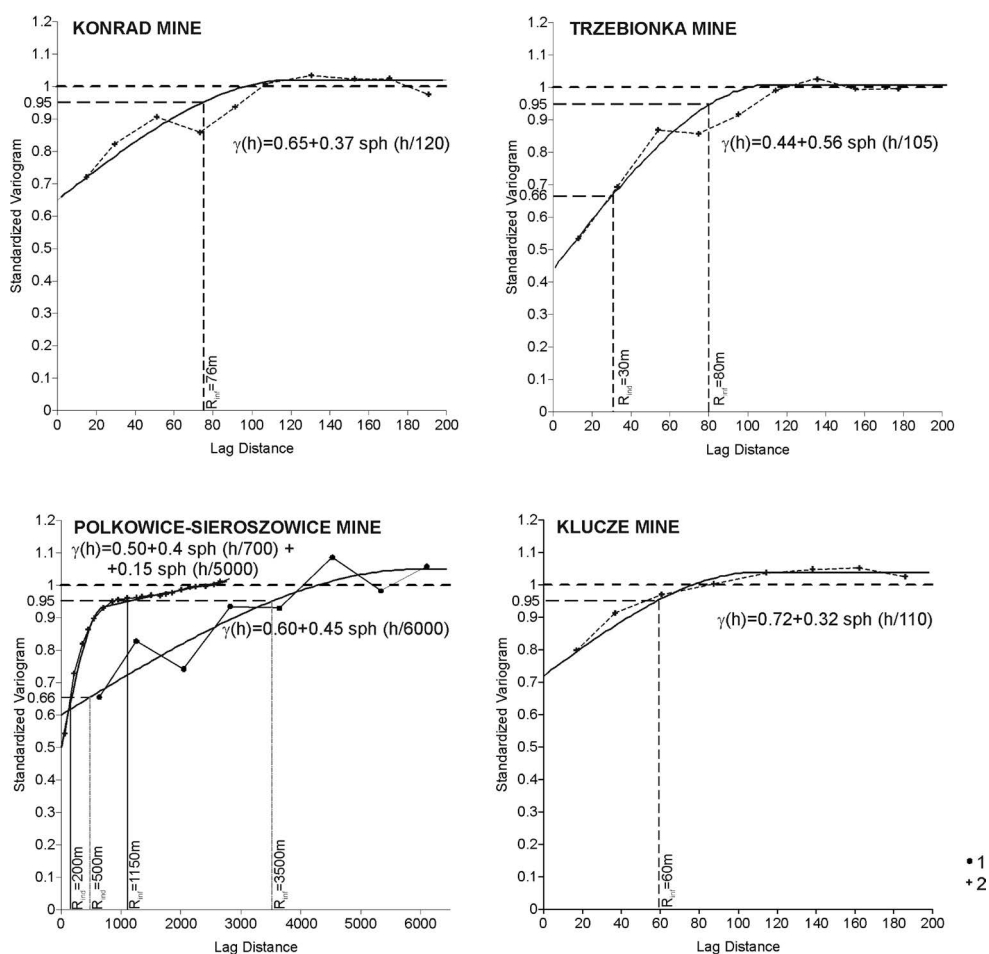 KONRAD MINE
Standardized Variogram
1.2
1.1
1
0.95
0.9
0.8
0.7
0.6
0.5
0.4
0.3
0.2
0.1
0
γ(h)=0.65+0.37 sph (h/120)
R inf=76m
0 20 40 60 80 100 120 140 160 180 200
Lag Distance
TRZEBIONKA MINE
Standardized Variogram
1.2
1.1
1
0.95
0.9
0.8
0.7
0.66
0.6
0.5
0.4
0.3
0.2
0.1
0
γ(h)=0.44+0.56 sph (h/105)
R ind=30m
R inf=80m
0 20 40 60 80 100 120 140 160 180 200
Lag Distance
POLKOWICE-SIEROSZOWICE MINE
Standardized Variogram
1.2
1.1
1
0.95
0.9
0.8
0.7
0.66
0.6
0.5
0.4
0.3
0.2
0.1
0
γ(h)=0.50+0.4 sph (h/700) +
+0.15 sph (h/5000)
γ(h)=0.60+0.45 sph (h/6000)
R ind=200m
R ind=500m
R inf=1150m
R inf=3500m
0 1000 2000 3000 4000 5000 6000
Lag Distance
KLUCZE MINE
Standardized Variogram
1.2
1.1
1
0.95
0.9
0.8
0.7
0.6
0.5
0.4
0.3
0.2
0.1
0
γ(h)=0.72+0.32 sph (h/110)
R inf=60m
0 20 40 60 80 100 120 140 160 180 200
Lag Distance
1
2